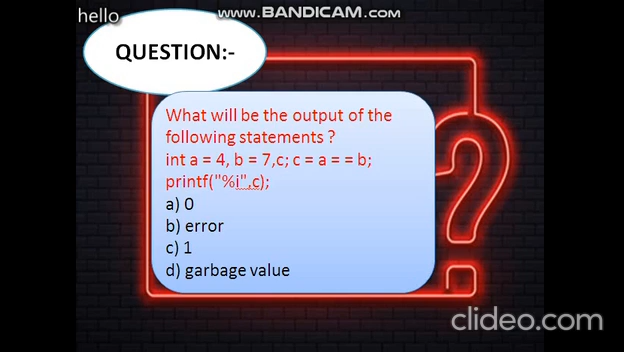 hello
www.BANDICAM.com
QUESTION:-
What will be the output of the
following statements ?
int a = 4, b = 7,c; c = a = = b;
printf("%i",c);
a) 0
b) error
c) 1
d) garbage value
clideo.com